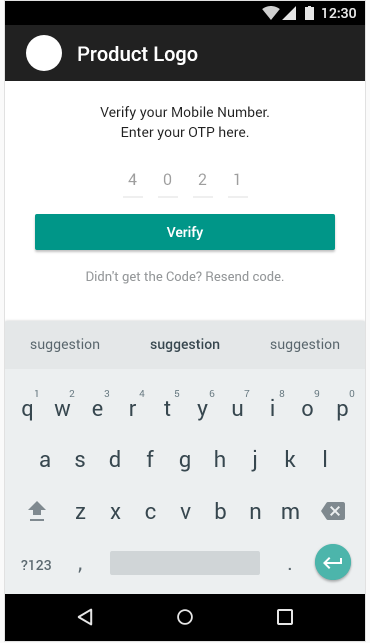 12:30
Product Logo
Verify your Mobile Number.
Enter your OTP here.
4 0 2 1
Verify
Didn't get the Code? Resend code.
suggestion suggestion suggestion
1 2 3 4 5 6 7 8 9 0
q w e r t y u i o p
a s d f g h j k l
z x c v b n m
?123 , .